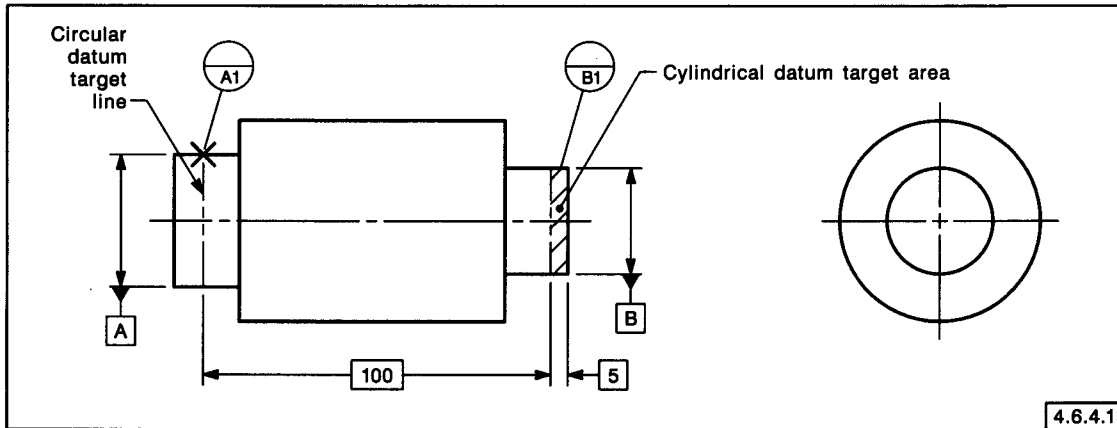 Circular
datum
target
line
A1
B1
Cylindrical datum target area
A
B
100
5
4.6.4.1